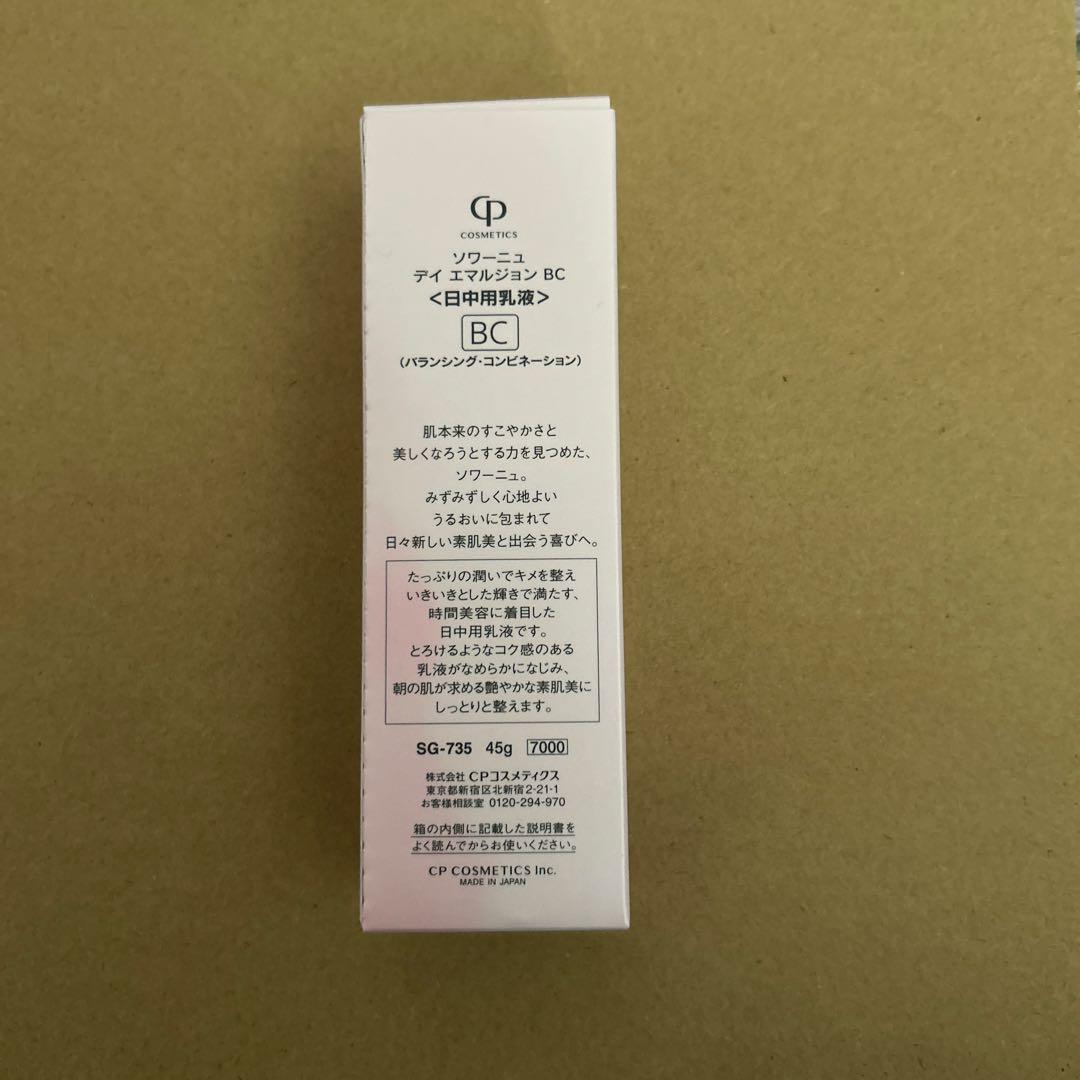 CP
COSMETICS
ソワーニュ
デイ エマルジョン BC
<日中用乳液>
BC
(バランシング・コンビネーション)
肌本来のすこやかさと
美しくなろうとする力を見つめた、
ソワーニュ。
みずみずしく心地よい
うるおいに包まれて
日々新しい素肌美と出会う喜びへ。
たっぷりの潤いでキメを整え
いきいきとした輝きで満たす、
時間美容に着目した
日中用乳液です。
とろけるようなコク感のある
乳液がなめらかになじみ、
朝の肌が求める艶やかな素肌美に
しっとりと整えます。
SG-735 45g 7000
株式会社 CPコスメティクス
東京都新宿区北新宿2-21-1
お客様相談室 0120-294-970
箱の内側に記載した説明書を
よく読んでからお使いください。
CP COSMETICS Inc.
MADE IN JAPAN